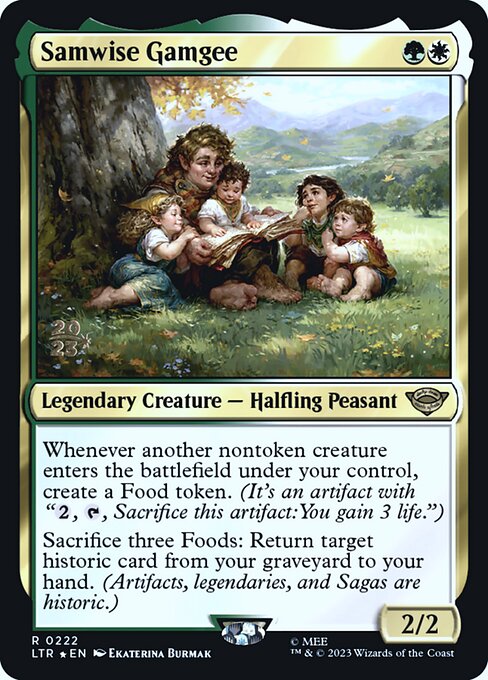 Samwise Gamgee
2023
Legendary Creature — Halfling Peasant
Whenever another nontoken creature
enters the battlefield under your control,
create a Food token. (It's an artifact with
“2, T, Sacrifice this artifact:You gain 3 life.”)
Sacrifice three Foods: Return target
historic card from your graveyard to your
hand. (Artifacts, legendaries, and Sagas are
historic.)
2/2
R 0222
LTR ★ EN Ekaterina Burmak
© MEE
™ & © 2023 Wizards of the Coast